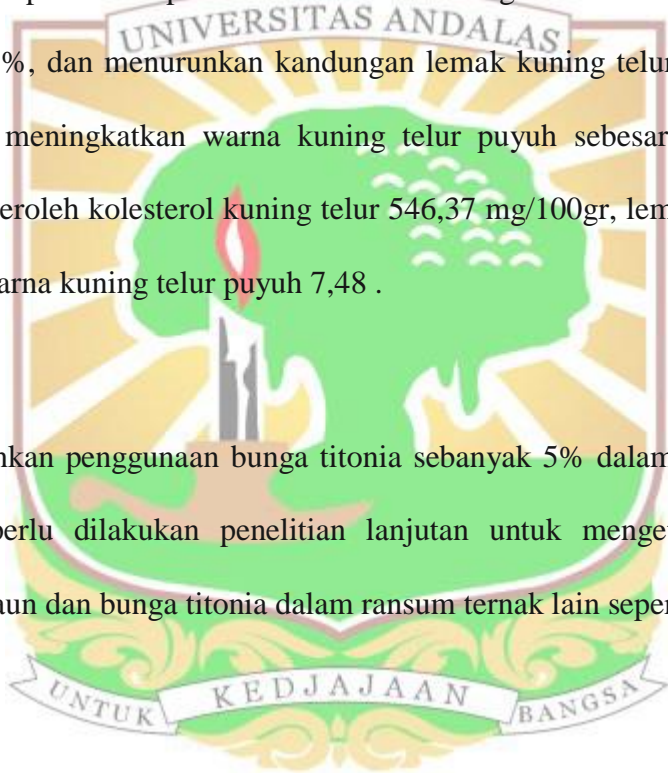 UNIVERSITAS ANDALAS
%, dan menurunkan kandungan lemak kuning telur
meningkatkan warna kuning telur puyuh sebesar
eroleh kolesterol kuning telur 546,37 mg/100gr, lem
arna kuning telur puyuh 7,48 .
nkan penggunaan bunga titonia sebanyak 5% dalam
perlu dilakukan penelitian lanjutan untuk menge
aun dan bunga titonia dalam ransum ternak lain seper
UNTUK KEDJAJAAN BANGSA